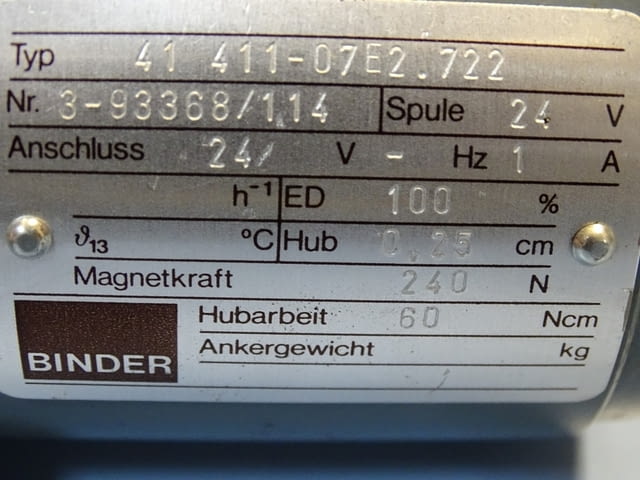 Typ 41 411-07E2.722
Nr. 3-93368/114 Spule 24 V
Anschluss 24/ V - Hz 1 A
h⁻¹ ED 100 %
ϑ₁₃ °C Hub 0,25 cm
Magnetkraft 240 N
Hubarbeit 60 Ncm
Ankergewicht kg
BINDER